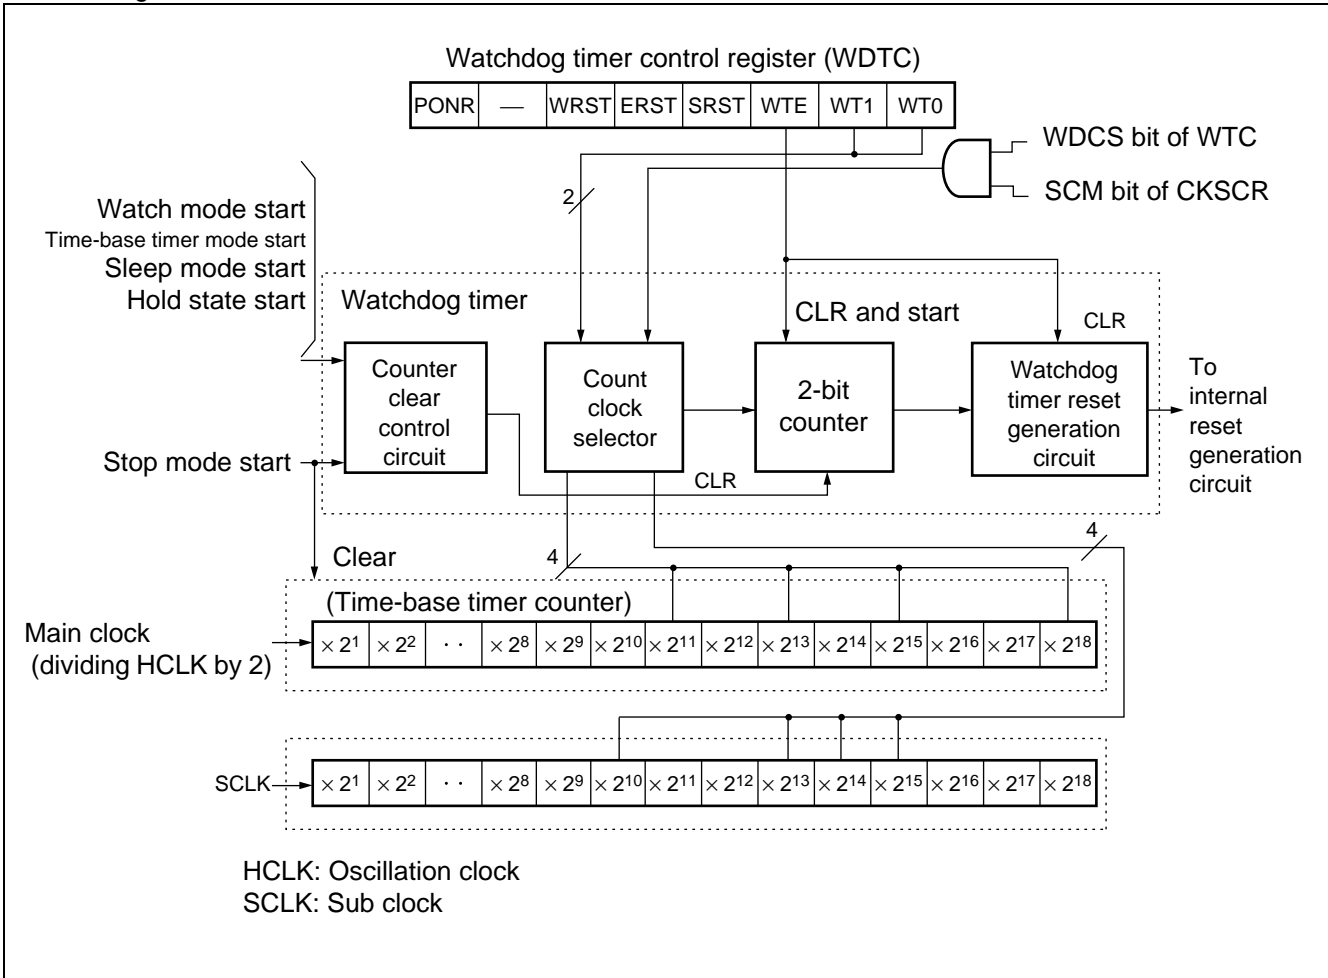 Watchdog timer control register (WDTC)
PONR — WRST ERST SRST WTE WT1 WT0
WDCS bit of WTC
SCM bit of CKSCR
2
Watch mode start
Time-base timer mode start
Sleep mode start
Hold state start
Watchdog timer
CLR and start
CLR
Counter
clear
control
circuit
Count
clock
selector
2-bit
counter
Watchdog
timer reset
generation
circuit
To
internal
reset
generation
circuit
Stop mode start
CLR
4
4
Clear
(Time-base timer counter)
Main clock
(dividing HCLK by 2)
× 2¹ × 2² ·· × 2⁸ × 2⁹ × 2¹⁰ × 2¹¹ × 2¹² × 2¹³ × 2¹⁴ × 2¹⁵ × 2¹⁶ × 2¹⁷ × 2¹⁸
SCLK
× 2¹ × 2² ·· × 2⁸ × 2⁹ × 2¹⁰ × 2¹¹ × 2¹² × 2¹³ × 2¹⁴ × 2¹⁵ × 2¹⁶ × 2¹⁷ × 2¹⁸
HCLK: Oscillation clock
SCLK: Sub clock